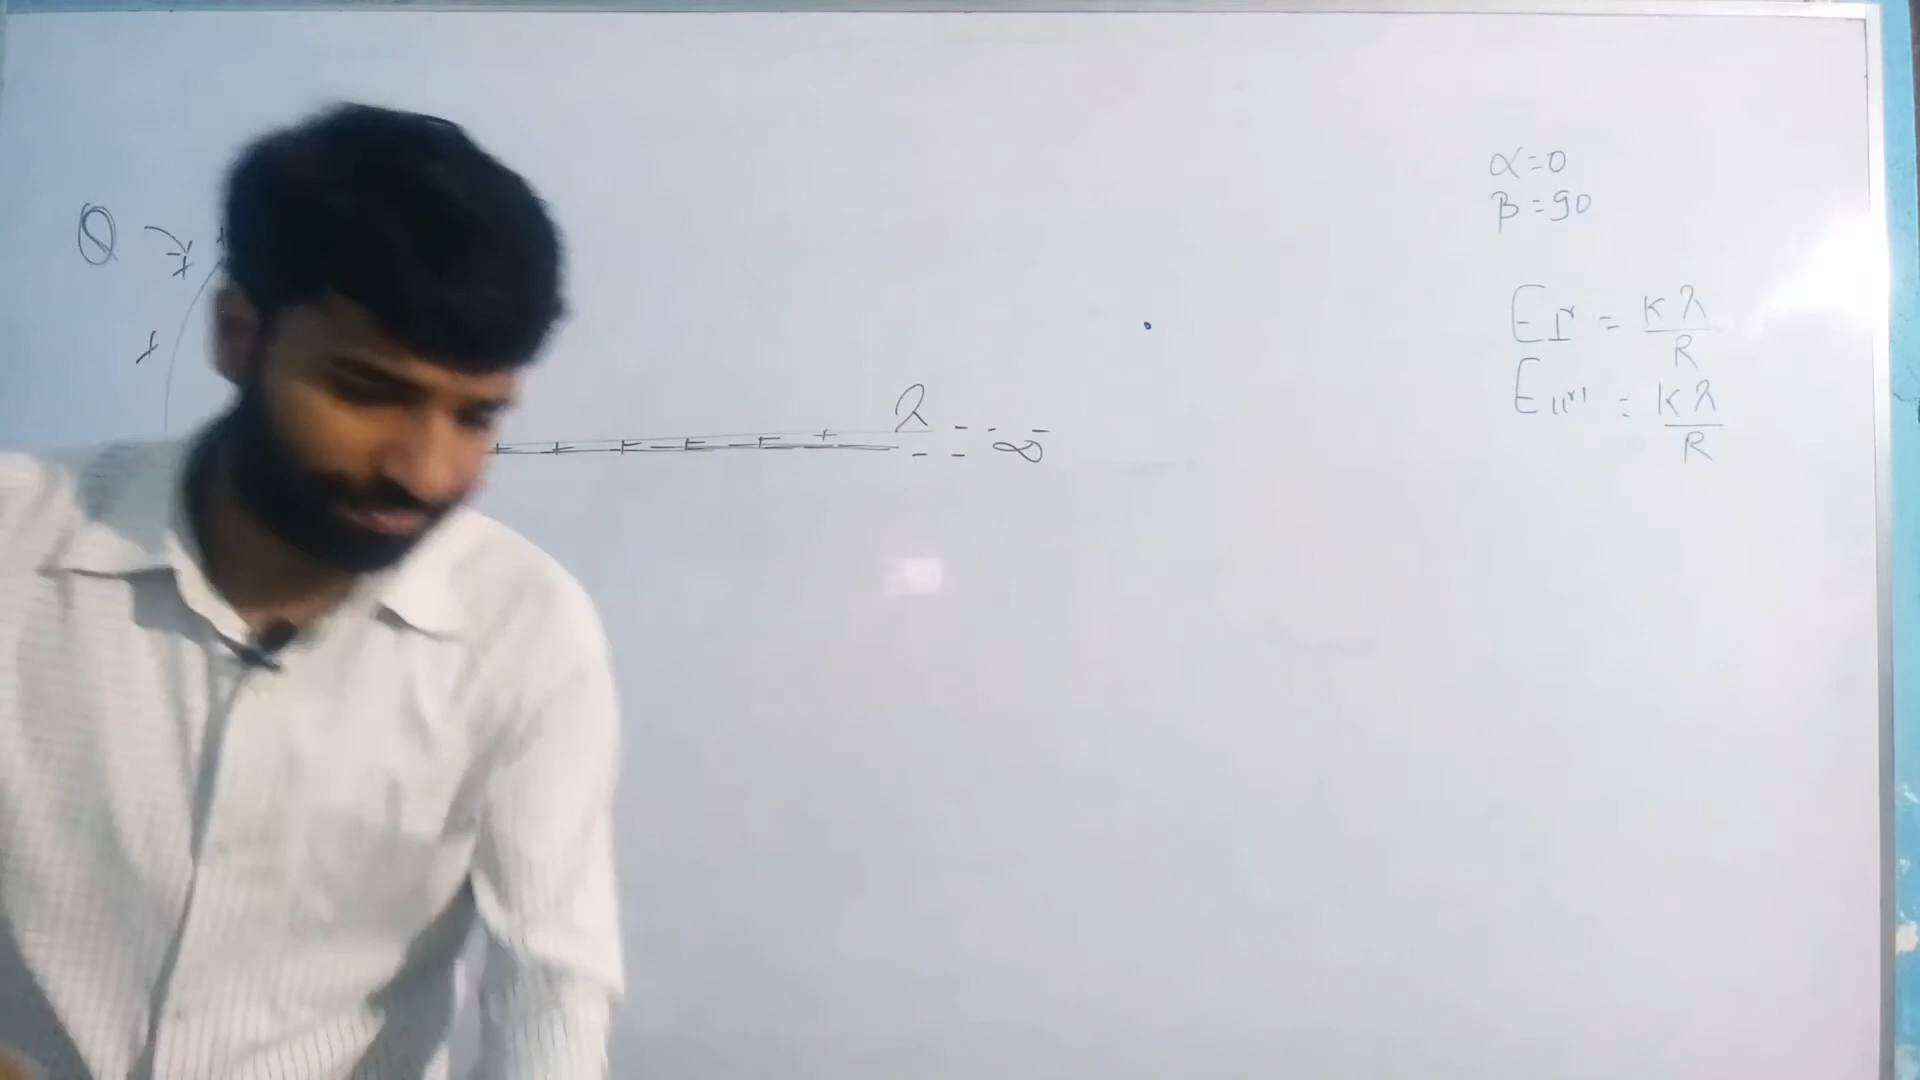 Q
λ
∞
α=0
β=90
E⊥r = Kλ/R
E||r| = Kλ/R